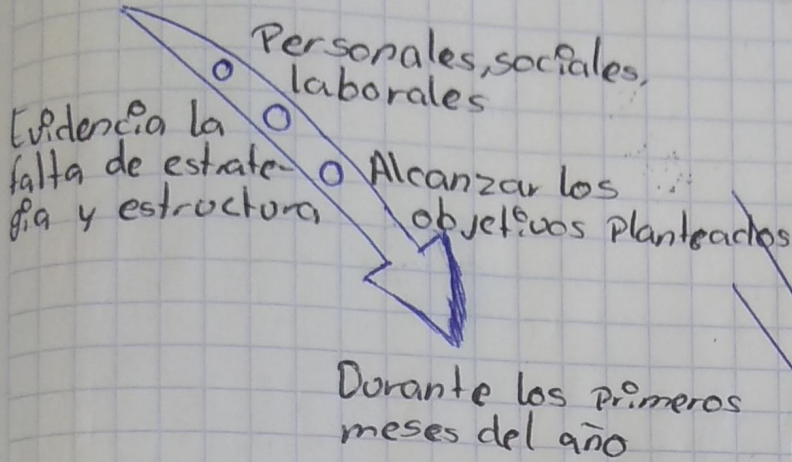 Personales, sociales,
laborales
Evidencia la
falta de estrate-
gia y estructura
Alcanzar los
objetivos planteados
Durante los primeros
meses del año